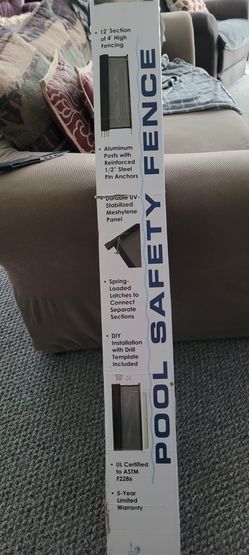 • 12' Section
of 4' High
Fencing
• Aluminum
Posts with
Reinforced
1/2" Steel
Pin Anchors
• Durable UV-
Stabilized
Meshylene
Panel
• Spring-
Loaded
Latches to
Connect
Separate
Sections
• DIY
Installation
with Drill
Template
Included
• UL Certified
to ASTM
F2286
• 5-Year
Limited
Warranty
POOL SAFETY FENCE